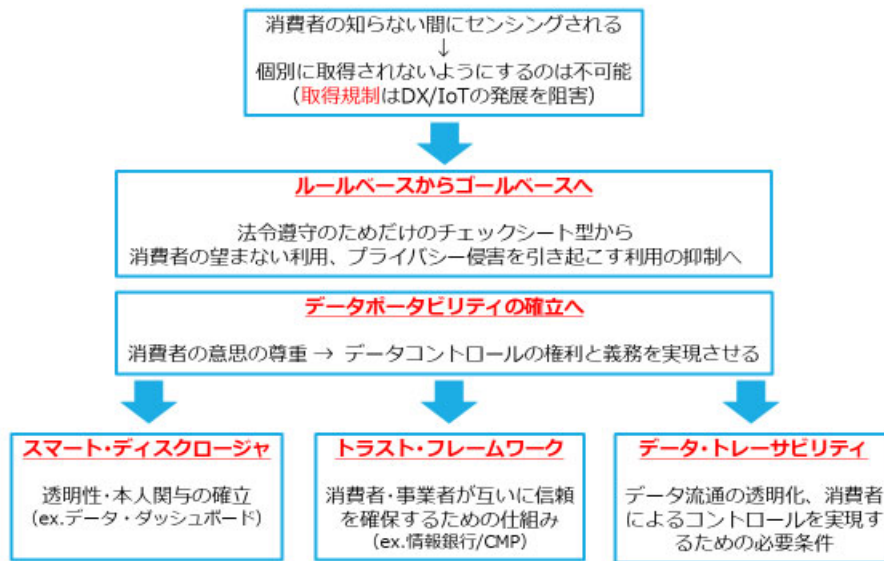 消費者の知らない間にセンシングされる
↓
個別に取得されないようにするのは不可能
(取得規制はDX/IoTの発展を阻害)
ルールベースからゴールベースへ
法令遵守のためだけのチェックシート型から
消費者の望まない利用、プライバシー侵害を引き起こす利用の抑制へ
データポータビリティの確立へ
消費者の意思の尊重 → データコントロールの権利と義務を実現させる
スマート・ディスクロージャ
透明性・本人関与の確立
(ex.データ・ダッシュボード)
トラスト・フレームワーク
消費者・事業者が互いに信頼
を確保するための仕組み
(ex.情報銀行/CMP)
データ・トレーサビリティ
データ流通の透明化、消費者
によるコントロールを実現す
るための必要条件